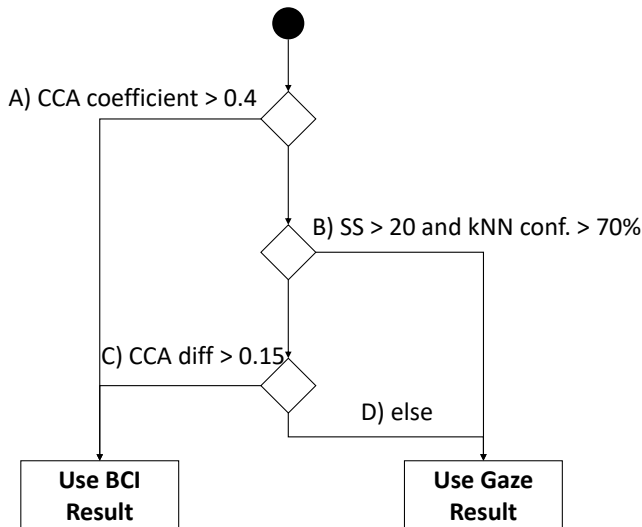 A) CCA coefficient > 0.4
B) SS > 20 and kNN conf. > 70%
C) CCA diff > 0.15
D) else
Use BCI
Result
Use Gaze
Result